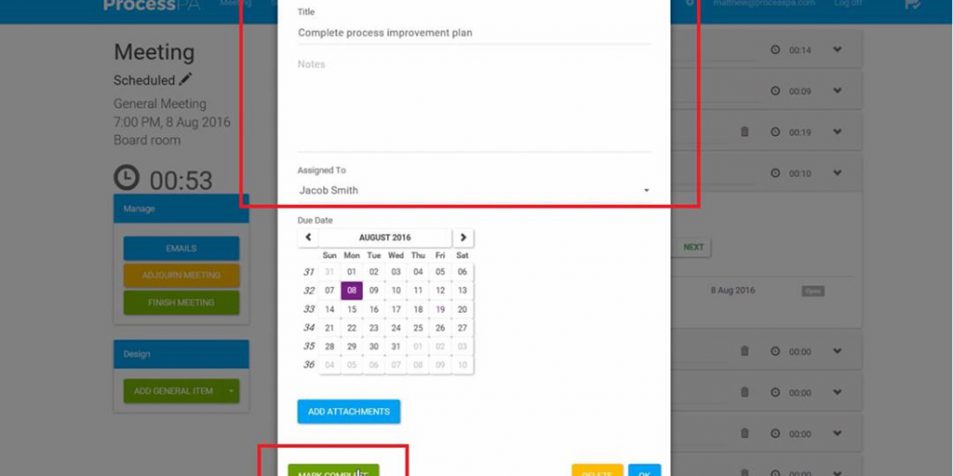 ProcessPA
Meeting
matthew@processpa.com
Log off
Title
Complete process improvement plan
Notes
Assigned To
Jacob Smith
Due Date
AUGUST 2016
Sun Mon Tue Wed Thu Fri Sat
31 31 01 02 03 04 05 06
32 07 08 09 10 11 12 13
33 14 15 16 17 18 19 20
34 21 22 23 24 25 26 27
35 28 29 30 31 01 02 03
36 04 05 06 07 08 09 10
ADD ATTACHMENTS
MARK COMPLETE
DELETE
OK
Meeting
Scheduled
General Meeting
7:00 PM, 8 Aug 2016
Board room
00:53
Manage
EMAILS
ADJOURN MEETING
FINISH MEETING
Design
ADD GENERAL ITEM
00:14
00:09
00:19
00:10
NEXT
8 Aug 2016
Open
00:00
00:00
00:00
00:00